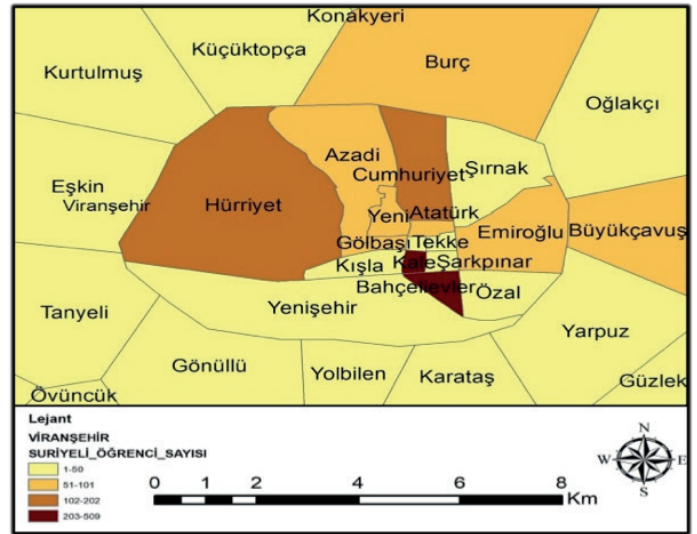 Konakyeri
Küçüktopça
Burç
Kurtulmuş
Oğlakçı
Azadi
Cumhuriyet
Şırnak
Eşkin
Viranşehir
Hürriyet
Yeni
Atatürk
Emiroğlu
Büyükçavuş
Gölbaşı
Tekke
Kışla
Kale
Şarkpınar
Bahçelievler
Özal
Yenişehir
Tanyeli
Yarpuz
Gönüllü
Yolbilen
Karataş
Güzlek
Övüncük
Lejant
VİRANŞEHİR
SURİYELİ_ÖĞRENCİ_SAYISI
1-50
51-101
102-202
203-509
0 1 2 4 6 8
Km
N
W E
S